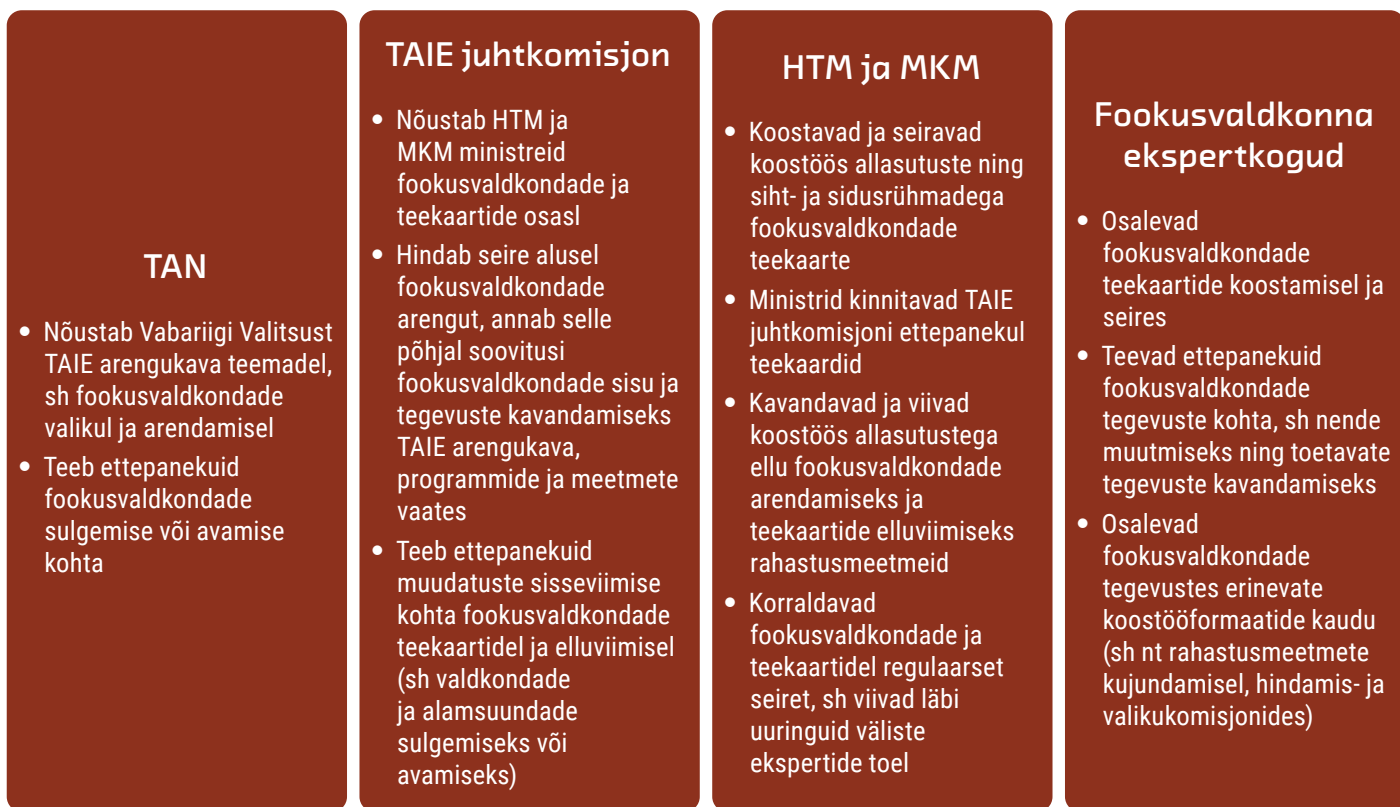 TAN
• Nõustab Vabariigi Valitsust
TAIE arengukava teemadel,
sh fookusvaldkondade
valikul ja arendamisel
• Teeb ettepanekuid
fookusvaldkondade
sulgemise või avamise
kohta
TAIE juhtkomisjon
• Nõustab HTM ja
MKM ministreid
fookusvaldkondade ja
teekaartide osasl
• Hindab seire alusel
fookusvaldkondade
arengut, annab selle
põhjal soovitusi
fookusvaldkondade sisu ja
tegevuste kavandamiseks
TAIE arengukava,
programmide ja meetmete
vaates
• Teeb ettepanekuid
muudatuste sisseviimise
kohta fookusvaldkondade
teekaartidel ja elluviimisel
(sh valdkondade
ja alamsuundade
sulgemiseks või
avamiseks)
HTM ja MKM
• Koostavad ja seiravad
koostöös allasutuste ning
siht- ja sidusrühmadega
fookusvaldkondade
teekaarte
• Ministrid kinnitavad TAIE
juhtkomisjoni ettepanekul
teekaardid
• Kavandavad ja viivad
koostöös allasutustega
ellu fookusvaldkondade
arendamiseks ja
teekaartide elluviimiseks
rahastusmeetmeid
• Korraldavad
fookusvaldkondade ja
teekaartidel regulaarset
seiret, sh viivad läbi
uuringuid väliste
ekspertide toel
Fookusvaldkonna
ekspertkogud
• Osalevad
fookusvaldkondade
teekaartide koostamisel ja
seires
• Teevad ettepanekuid
fookusvaldkondade
tegevuste kohta, sh nende
muutmiseks ning toetavate
tegevuste kavandamiseks
• Osalevad
fookusvaldkondade
tegevustes erinevate
koostööformaatide kaudu
(sh nt rahastusmeetmete
kujundamisel, hindamis- ja
valikukomisjonides)